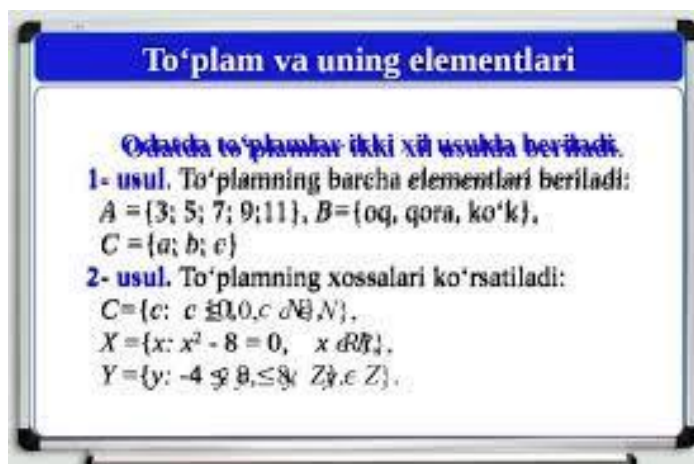 To‘plam va uning elementlari
Odatda to‘plamlar ikki xil usulda beriladi.
1- usul. To‘plamning barcha elementlari beriladi:
A ={3; 5; 7; 9;11}, B={oq, qora, ko‘k},
C ={a; b; c}
2- usul. To‘plamning xossalari ko‘rsatiladi:
C={c: c
X ={x: x² - 8 = 0, x
Y ={y: -4